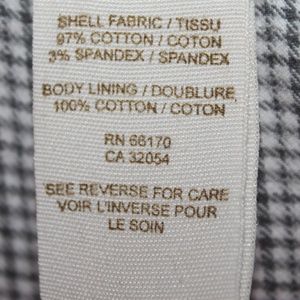 SHELL FABRIC / TISSU
97% COTTON / COTON
3% SPANDEX / SPANDEX
BODY LINING / DOUBLURE
100% COTTON / COTON
RN 66170
CA 32054
SEE REVERSE FOR CARE
VOIR L'INVERSE POUR
LE SOIN